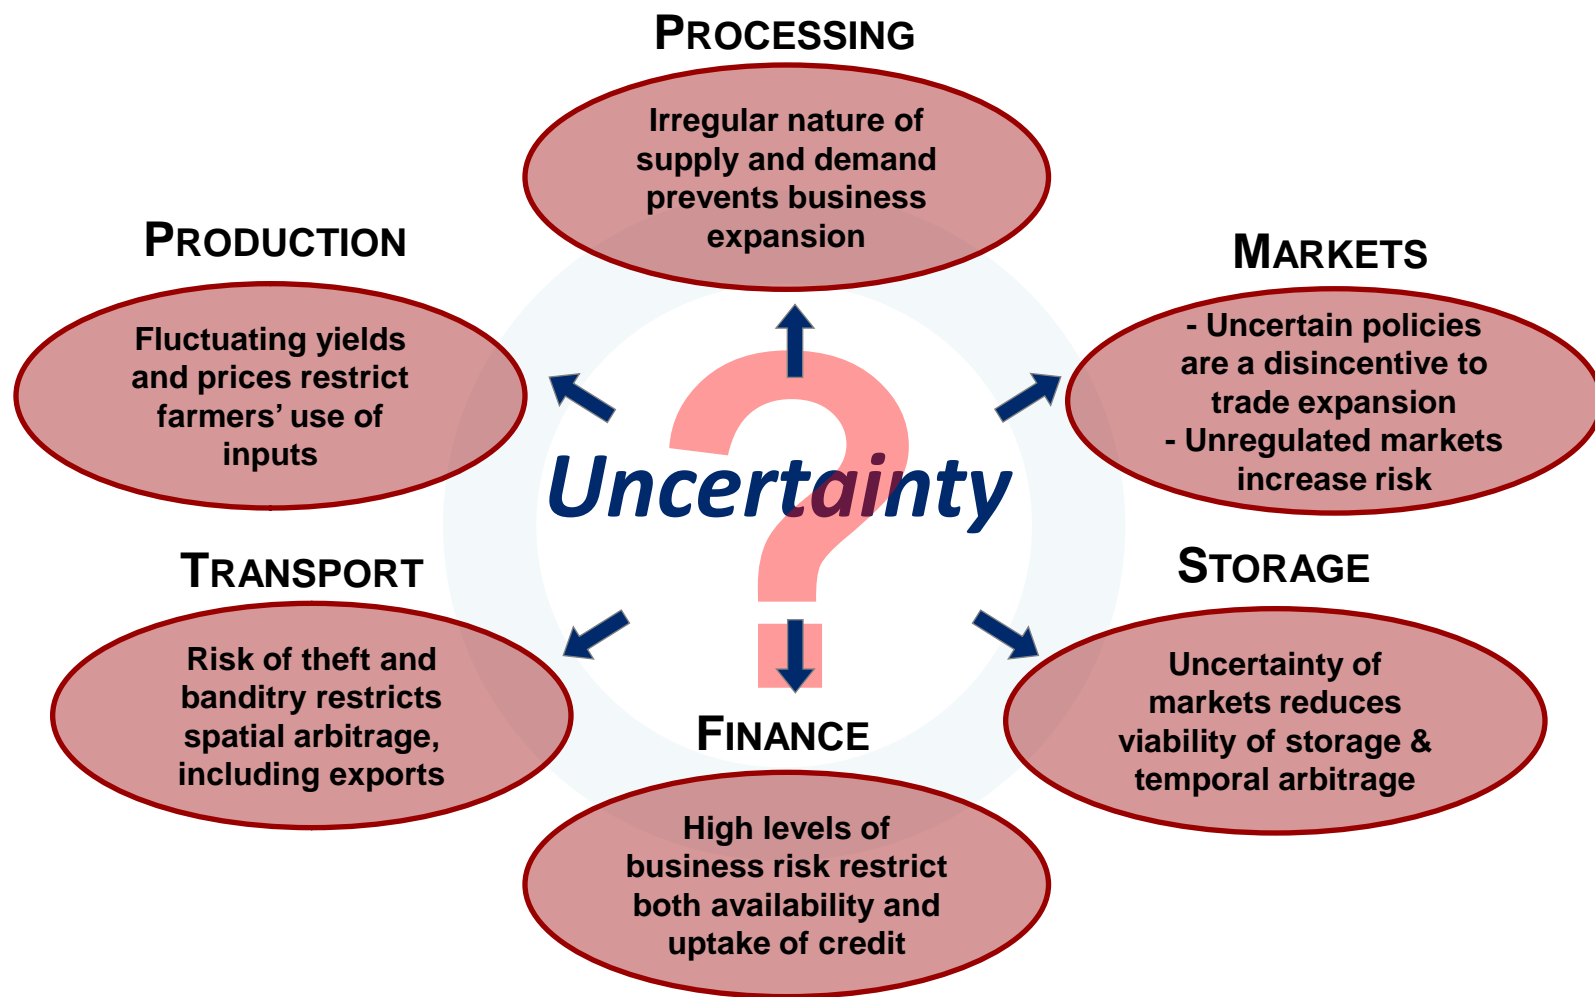 PROCESSING
Irregular nature of
supply and demand
prevents business
expansion
PRODUCTION
Fluctuating yields
and prices restrict
farmers’ use of
inputs
MARKETS
- Uncertain policies
are a disincentive to
trade expansion
- Unregulated markets
increase risk
?
Uncertainty
TRANSPORT
Risk of theft and
banditry restricts
spatial arbitrage,
including exports
STORAGE
Uncertainty of
markets reduces
viability of storage &
temporal arbitrage
FINANCE
High levels of
business risk restrict
both availability and
uptake of credit